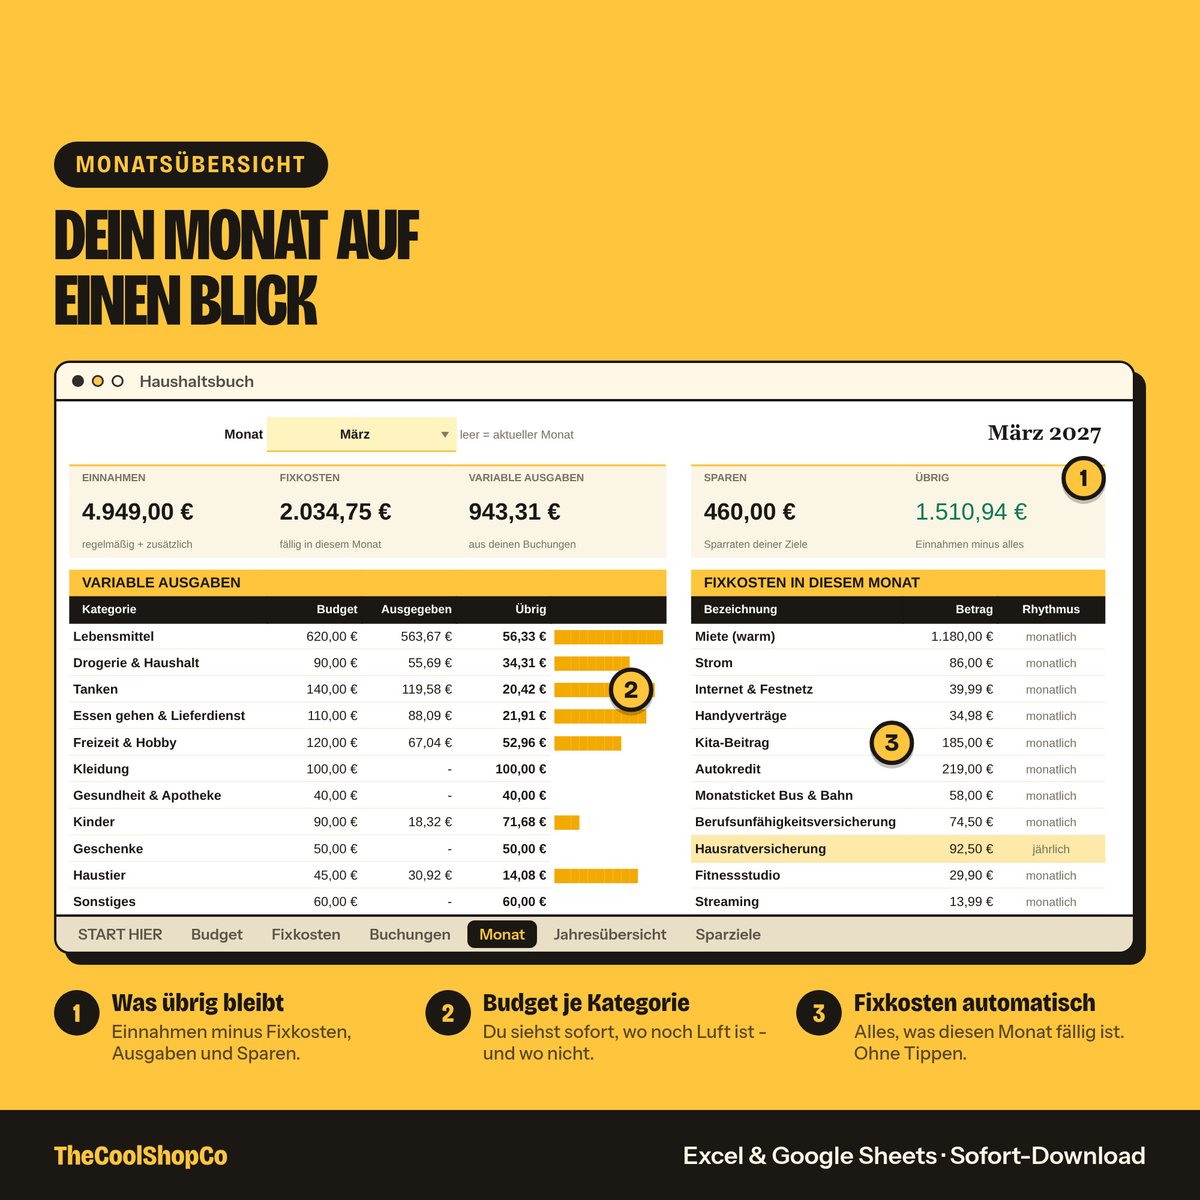 MONATSÜBERSICHT
DEIN MONAT AUF
EINEN BLICK
Haushaltsbuch
Monat März leer = aktueller Monat März 2027
EINNAHMEN FIXKOSTEN VARIABLE AUSGABEN SPAREN ÜBRIG 1
4.949,00 € 2.034,75 € 943,31 € 460,00 € 1.510,94 €
regelmäßig + zusätzlich fällig in diesem Monat aus deinen Buchungen Sparraten deiner Ziele Einnahmen minus alles
VARIABLE AUSGABEN
Kategorie Budget Ausgegeben Übrig
Lebensmittel 620,00 € 563,67 € 56,33 €
Drogerie & Haushalt 90,00 € 55,69 € 34,31 €
Tanken 140,00 € 119,58 € 20,42 € 2
Essen gehen & Lieferdienst 110,00 € 88,09 € 21,91 €
Freizeit & Hobby 120,00 € 67,04 € 52,96 €
Kleidung 100,00 € - 100,00 €
Gesundheit & Apotheke 40,00 € - 40,00 €
Kinder 90,00 € 18,32 € 71,68 €
Geschenke 50,00 € - 50,00 €
Haustier 45,00 € 30,92 € 14,08 €
Sonstiges 60,00 € - 60,00 €
FIXKOSTEN IN DIESEM MONAT
Bezeichnung Betrag Rhythmus
Miete (warm) 1.180,00 € monatlich
Strom 86,00 € monatlich
Internet & Festnetz 39,99 € monatlich
Handyverträge 34,98 € monatlich
Kita-Beitrag 3 185,00 € monatlich
Autokredit 219,00 € monatlich
Monatsticket Bus & Bahn 58,00 € monatlich
Berufsunfähigkeitsversicherung 74,50 € monatlich
Hausratversicherung 92,50 € jährlich
Fitnessstudio 29,90 € monatlich
Streaming 13,99 € monatlich
START HIER Budget Fixkosten Buchungen Monat Jahresübersicht Sparziele
1 Was übrig bleibt
Einnahmen minus Fixkosten,
Ausgaben und Sparen.
2 Budget je Kategorie
Du siehst sofort, wo noch Luft ist -
und wo nicht.
3 Fixkosten automatisch
Alles, was diesen Monat fällig ist.
Ohne Tippen.
TheCoolShopCo
Excel & Google Sheets · Sofort-Download